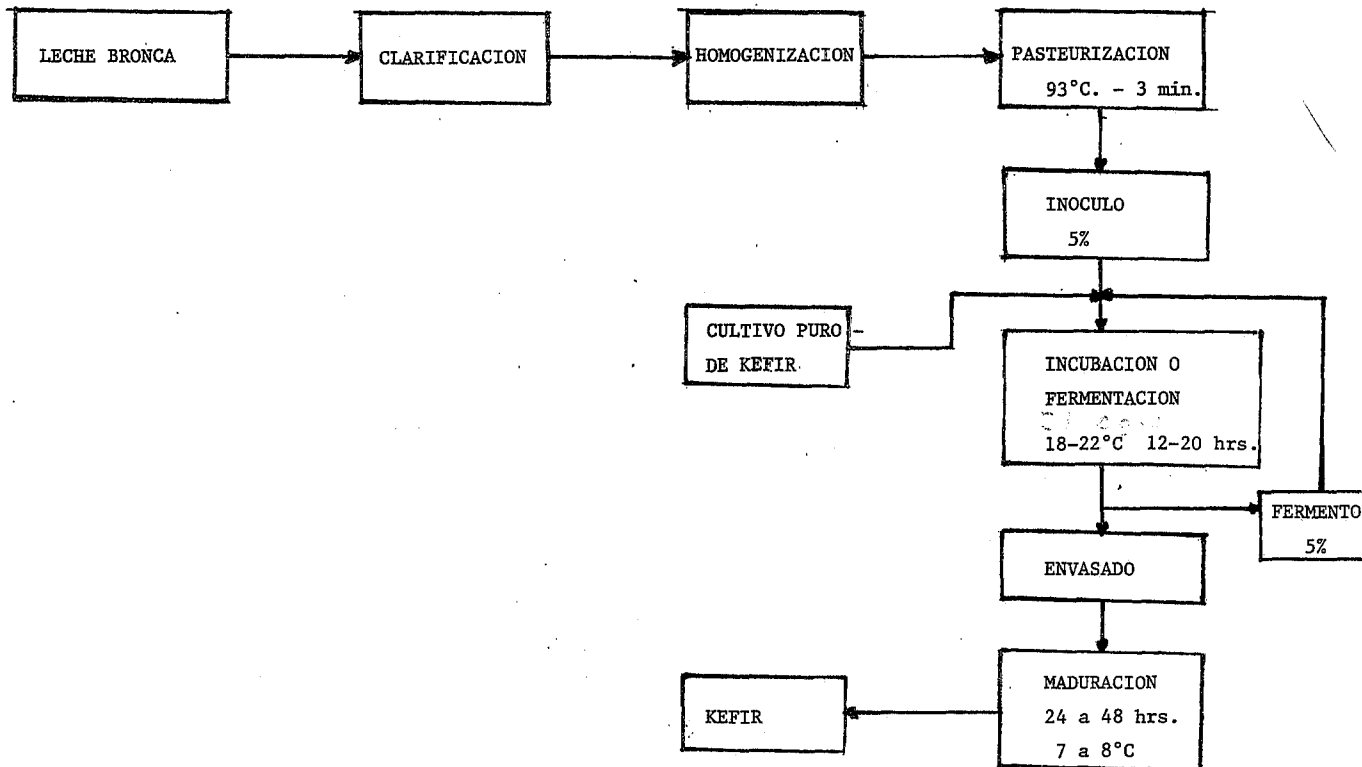 LECHE BRONCA
CLARIFICACION
HOMOGENIZACION
PASTEURIZACION
93°C. - 3 min.
INOCULO
5%
CULTIVO PURO -
DE KEFIR
INCUBACION O
FERMENTACION
18-22°C 12-20 hrs.
FERMENTO
5%
ENVASADO
MADURACION
24 a 48 hrs.
7 a 8°C
KEFIR